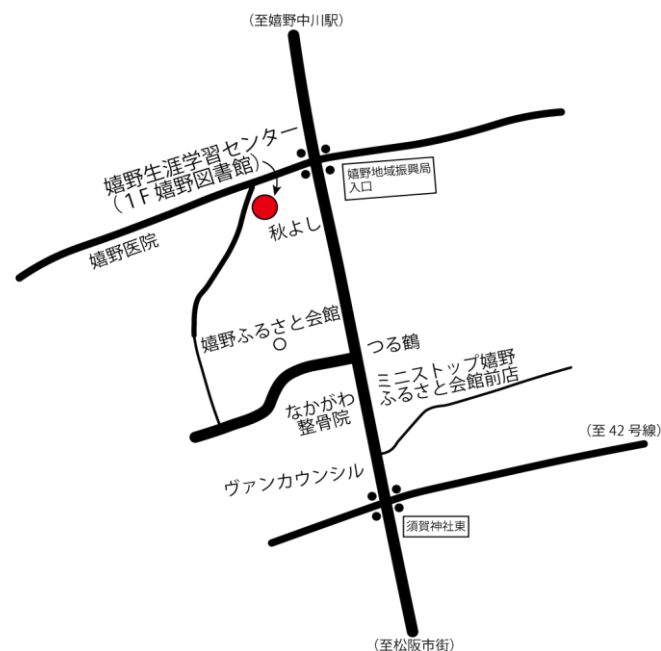 (至嬉野中川駅)
嬉野生涯学習センター
(1F 嬉野図書館)
嬉野地域振興局
入口
秋よし
嬉野医院
嬉野ふるさと会館
つる鶴
ミニストップ嬉野
ふるさと会館前店
なかがわ
整骨院
(至 42 号線)
ヴァンカウンシル
須賀神社東
(至松阪市街)